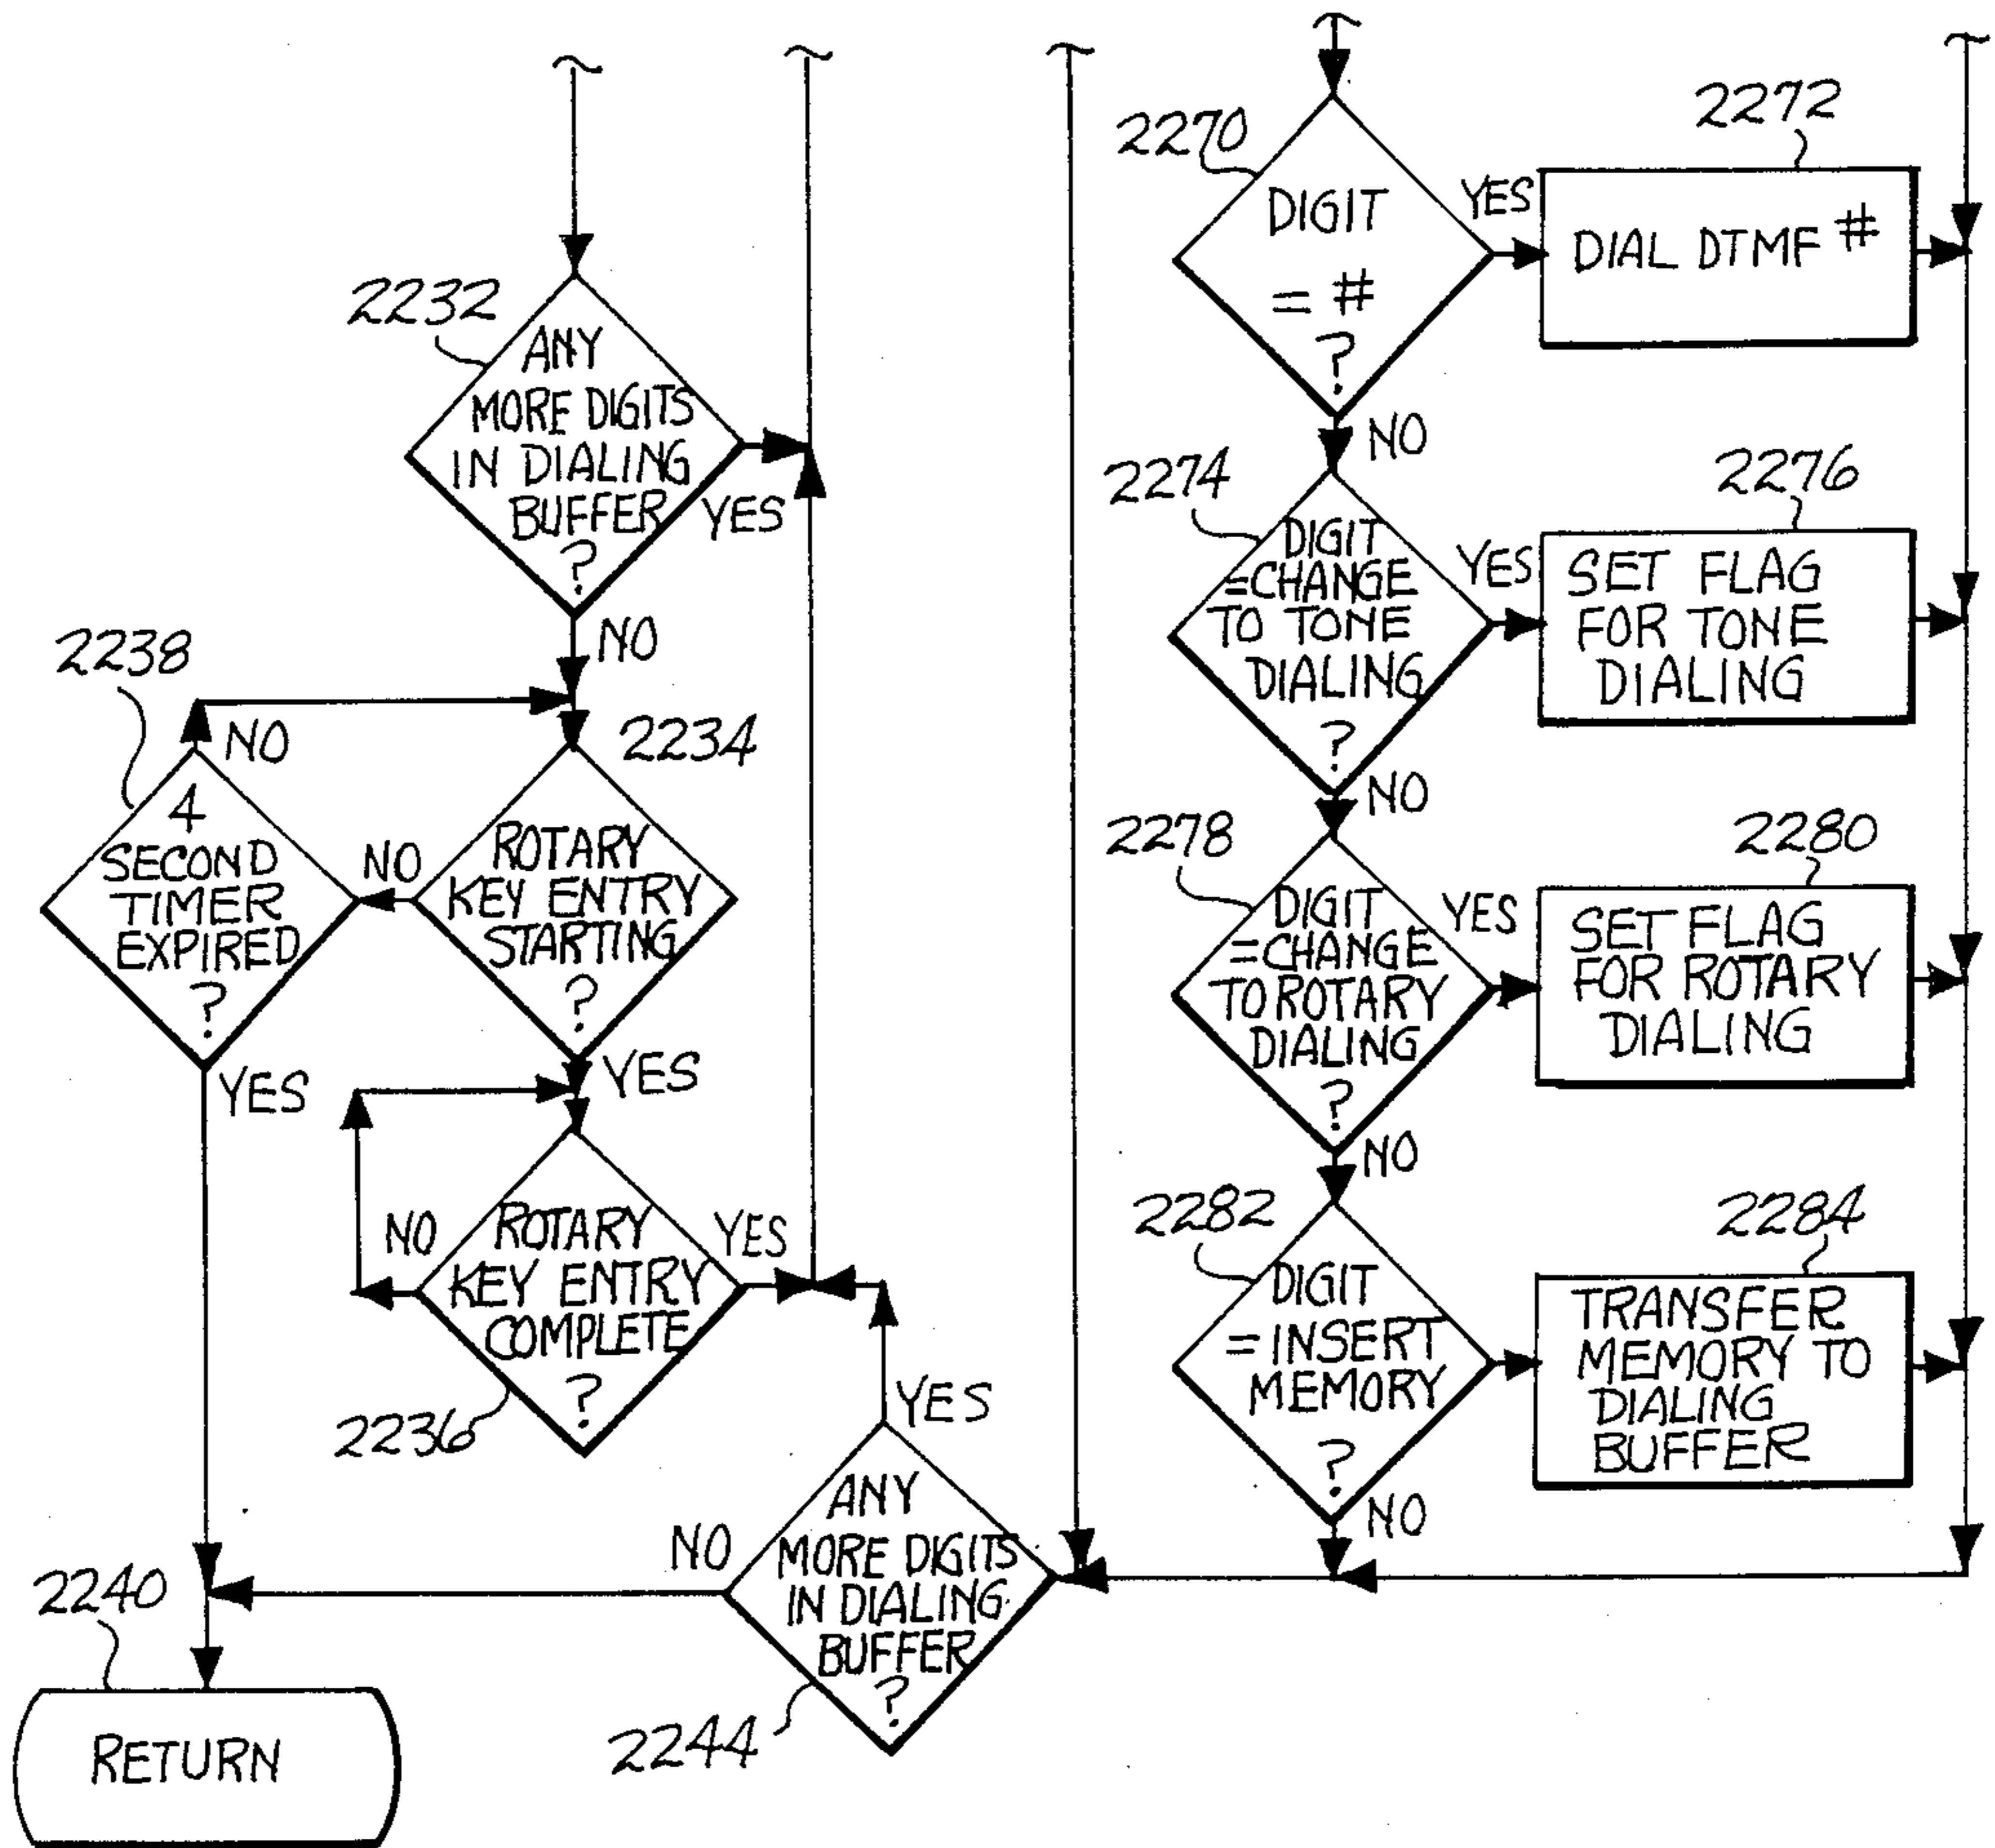 2232
ANY
MORE DIGITS
IN DIALING
BUFFER
?
YES
NO
2238
NO
4
SECOND
TIMER
EXPIRED
?
YES
2234
ROTARY
KEY ENTRY
STARTING
?
NO
YES
ROTARY
KEY ENTRY
COMPLETE
?
NO
YES
2236
YES
ANY
MORE DIGITS
IN DIALING
BUFFER
?
NO
2244
2240
RETURN
2270
DIGIT
= #
?
YES
NO
2272
DIAL DTMF #
2274
DIGIT
=CHANGE
TO TONE
DIALING
?
YES
NO
2276
SET FLAG
FOR TONE
DIALING
2278
DIGIT
=CHANGE
TO ROTARY
DIALING
?
YES
NO
2280
SET FLAG
FOR ROTARY
DIALING
2282
DIGIT
= INSERT
MEMORY
?
NO
2284
TRANSFER
MEMORY TO
DIALING
BUFFER